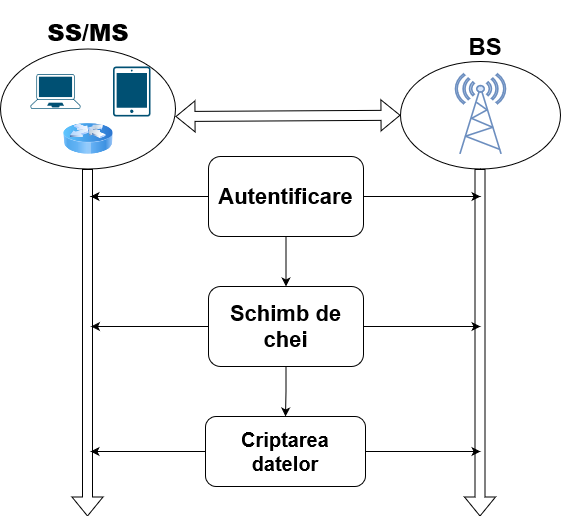 SS/MS
BS
Autentificare
Schimb de
chei
Criptarea
datelor